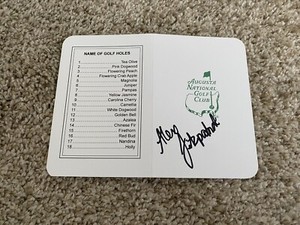 NAME OF GOLF HOLES
1. Tea Olive
2. Pink Dogwood
3. Flowering Peach
4. Flowering Crab Apple
5. Magnolia
6. Juniper
7. Pampas
8. Yellow Jasmine
9. Carolina Cherry
10. Camellia
11. White Dogwood
12. Golden Bell
13. Azalea
14. Chinese Fir
15. Firethorn
16. Red Bud
17. Nandina
18. Holly
AUGUSTA
NATIONAL
GOLF
CLUB
Alex
Fitzpatrick